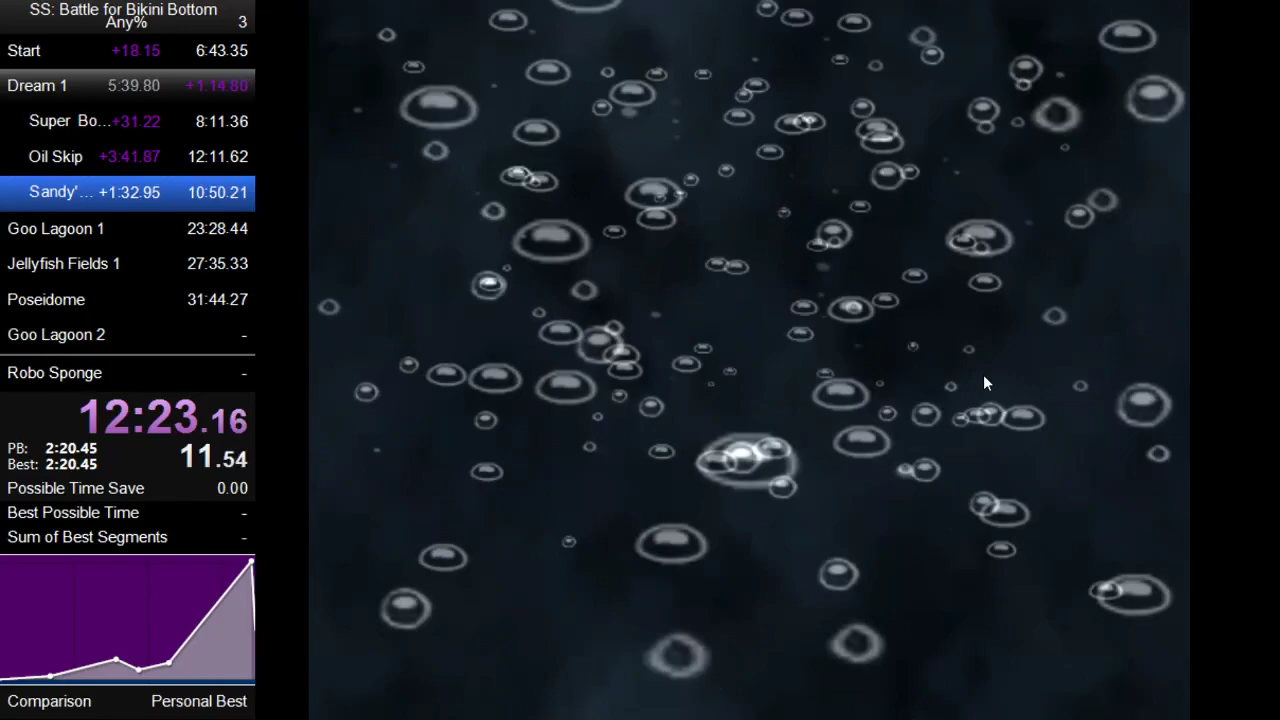 SS: Battle for Bikini Bottom
Any% 3
Start +18.15 6:43.35
Dream 1 5:39.80 +1:14.80
Super Bo...+31.22 8:11.36
Oil Skip +3:41.87 12:11.62
Sandy'... +1:32.95 10:50.21
Goo Lagoon 1 23:28.44
Jellyfish Fields 1 27:35.33
Poseidome 31:44.27
Goo Lagoon 2 -
Robo Sponge -
12:23.16
PB: 2:20.45
Best: 2:20.45
11.54
Possible Time Save 0.00
Best Possible Time -
Sum of Best Segments -
Comparison Personal Best